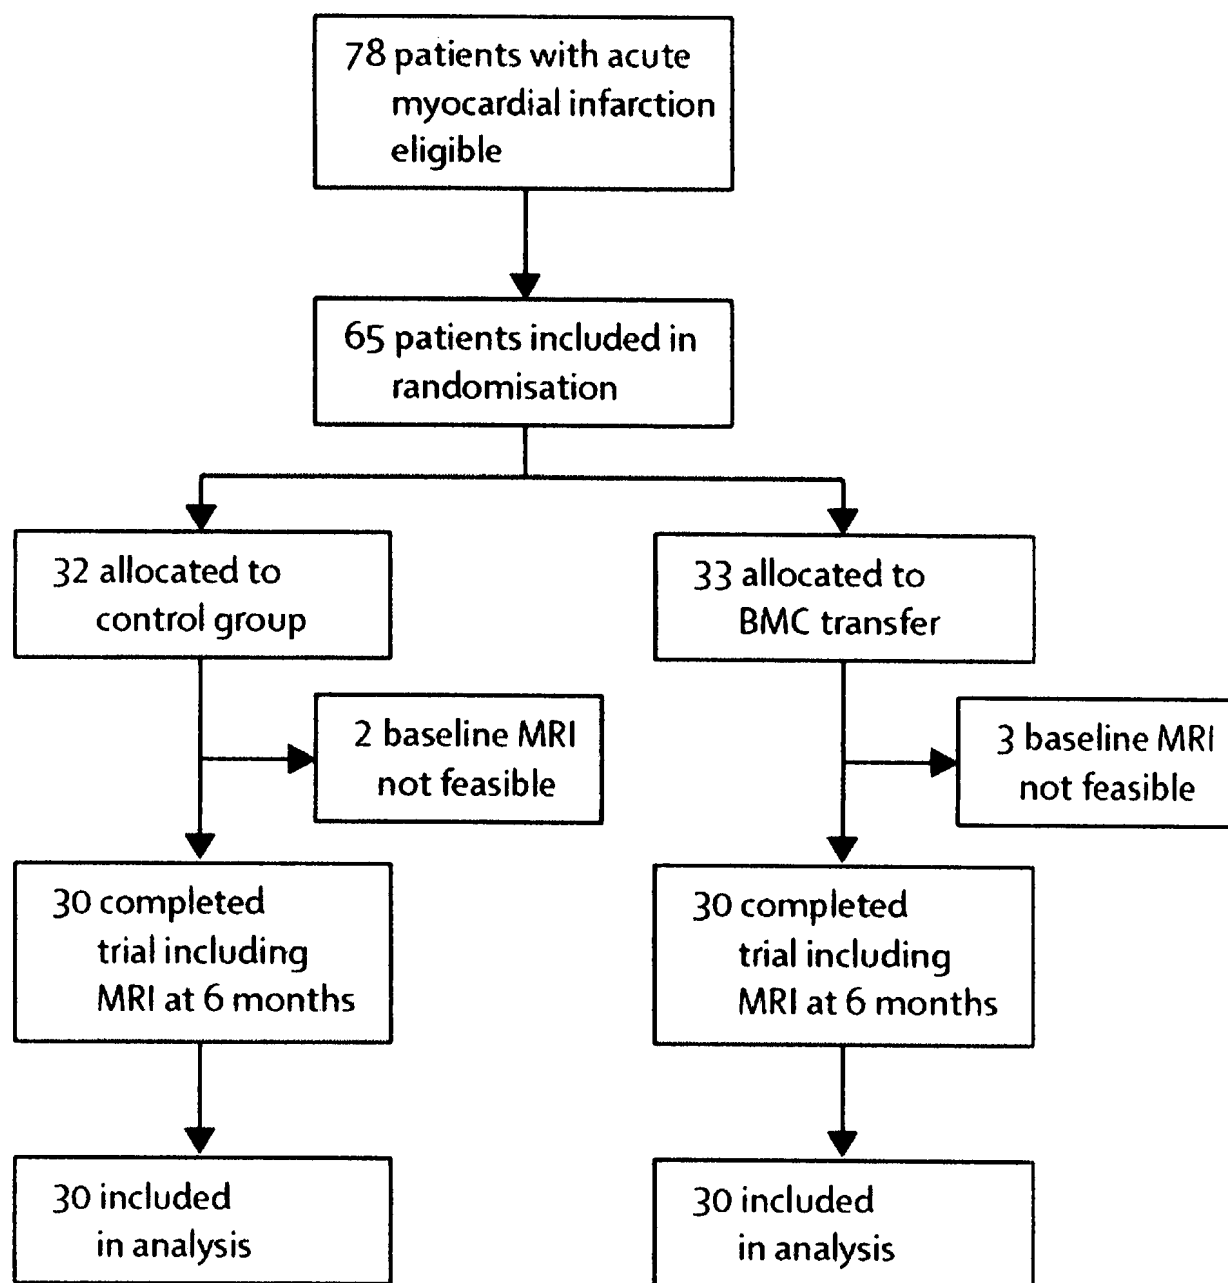 78 patients with acute
myocardial infarction
eligible
65 patients included in
randomisation
32 allocated to
control group
33 allocated to
BMC transfer
2 baseline MRI
not feasible
3 baseline MRI
not feasible
30 completed
trial including
MRI at 6 months
30 completed
trial including
MRI at 6 months
30 included
in analysis
30 included
in analysis